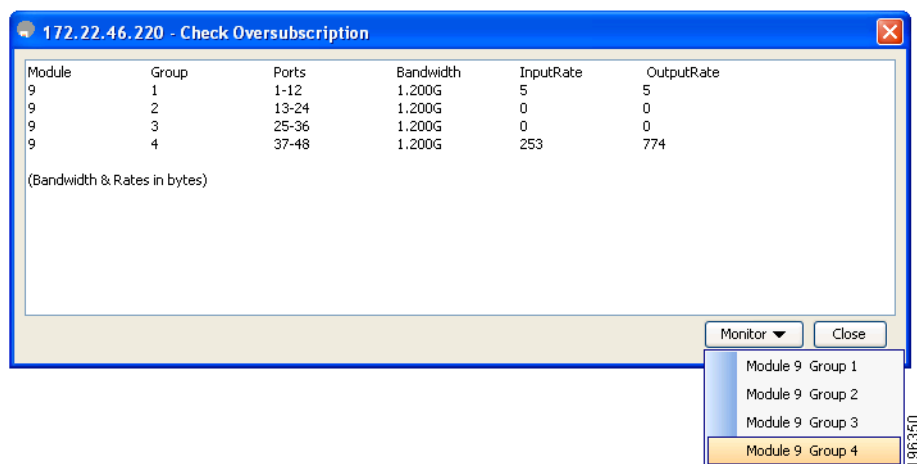 172.22.46.220 - Check Oversubscription
Module Group Ports Bandwidth InputRate OutputRate
9 1 1-12 1.200G 5 5
9 2 13-24 1.200G 0 0
9 3 25-36 1.200G 0 0
9 4 37-48 1.200G 253 774
(Bandwidth & Rates in bytes)
Monitor Close
Module 9 Group 1
Module 9 Group 2
Module 9 Group 3
Module 9 Group 4
196350